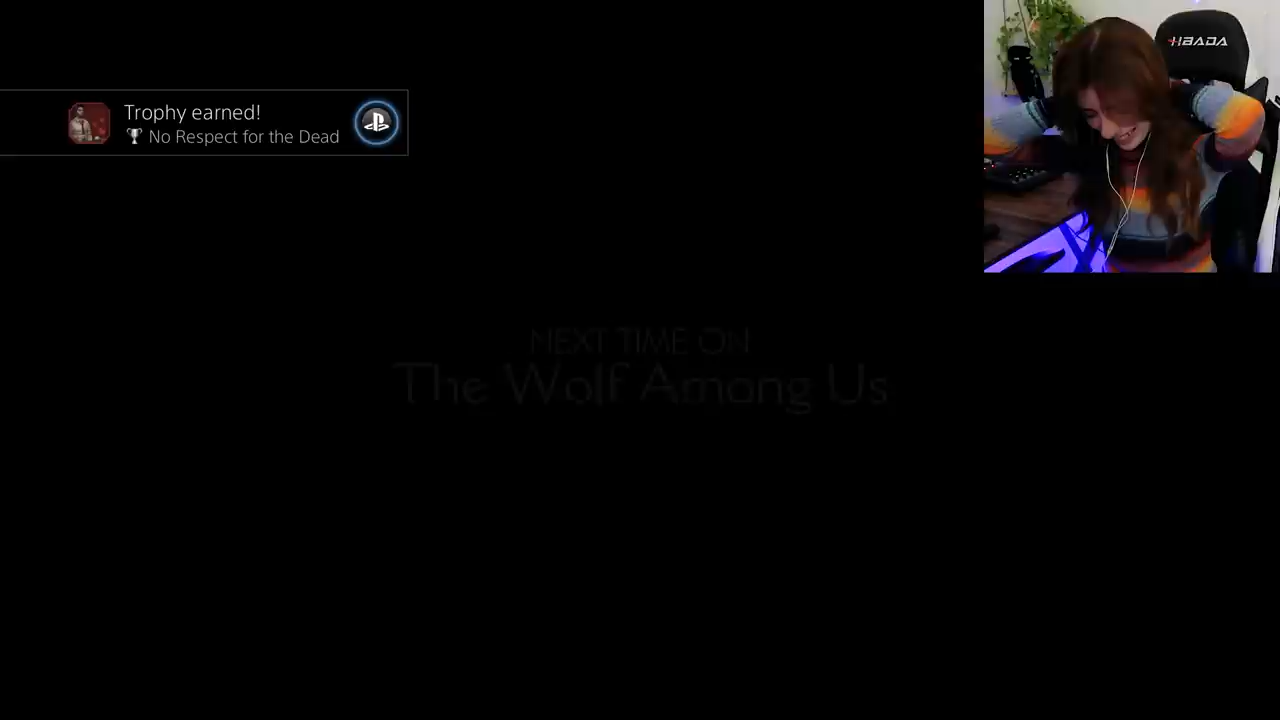 Trophy earned!
No Respect for the Dead
HBADA
NEXT TIME ON
The Wolf Among Us